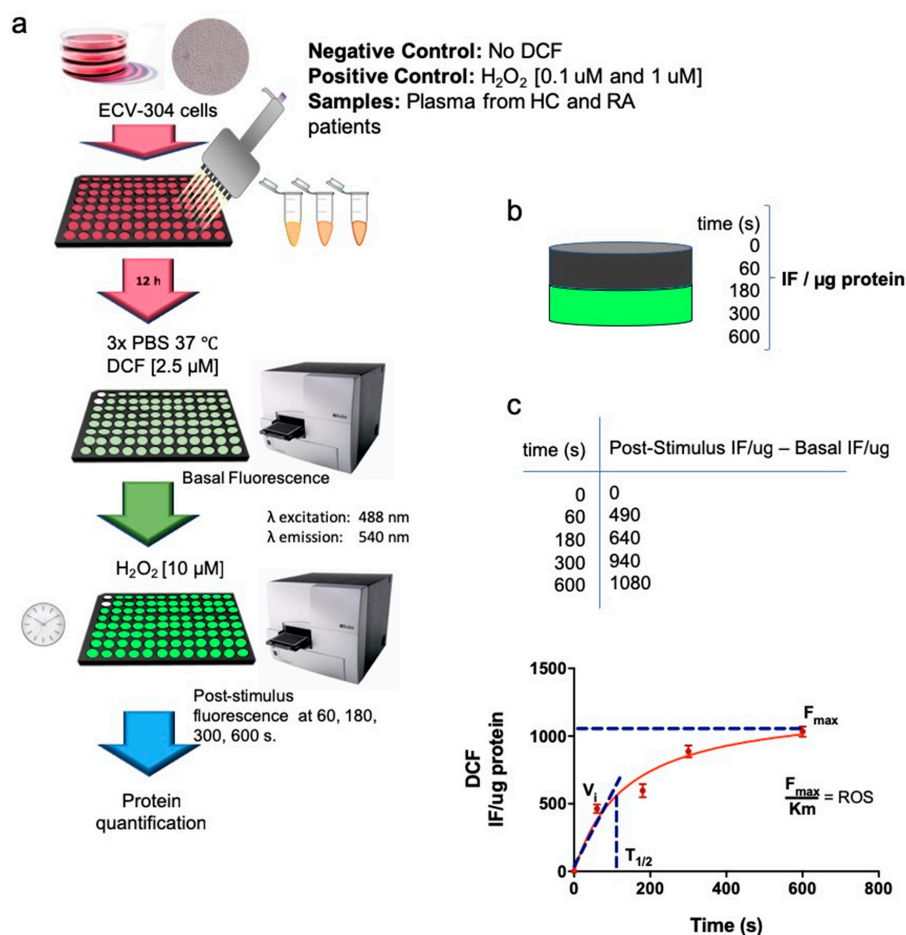 a
Negative Control: No DCF
Positive Control: H₂O₂ [0.1 uM and 1 uM]
Samples: Plasma from HC and RA
patients
ECV-304 cells
12 h
3x PBS 37 ℃
DCF [2.5 µM]
Basal Fluorescence
λ excitation: 488 nm
λ emission: 540 nm
H₂O₂ [10 µM]
Post-stimulus
fluorescence at 60, 180,
300, 600 s.
Protein
quantification
b
time (s)
0
60
180
300
600
IF / µg protein
c
time (s) Post-Stimulus IF/ug – Basal IF/ug
0 0
60 490
180 640
300 940
600 1080
1500
1000
500
0
DCF
IF/ug protein
Fmax
Vi
T1/2
Fmax
Km
= ROS
0 200 400 600 800
Time (s)